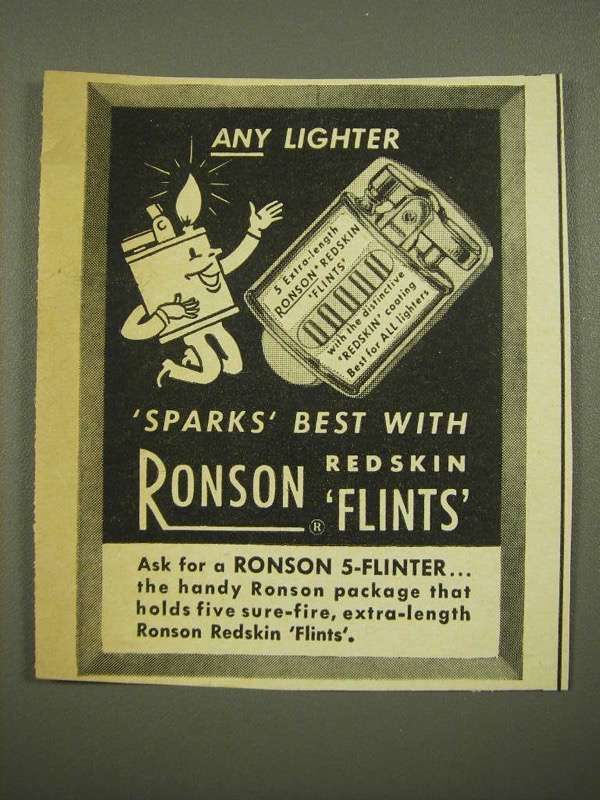 ANY LIGHTER
5 Extra-length
RONSON* REDSKIN
'FLINTS'
with the distinctive
'REDSKIN' coating
Best for ALL lighters
'SPARKS' BEST WITH
RONSON ® REDSKIN
'FLINTS'
Ask for a RONSON 5-FLINTER...
the handy Ronson package that
holds five sure-fire, extra-length
Ronson Redskin 'Flints'.